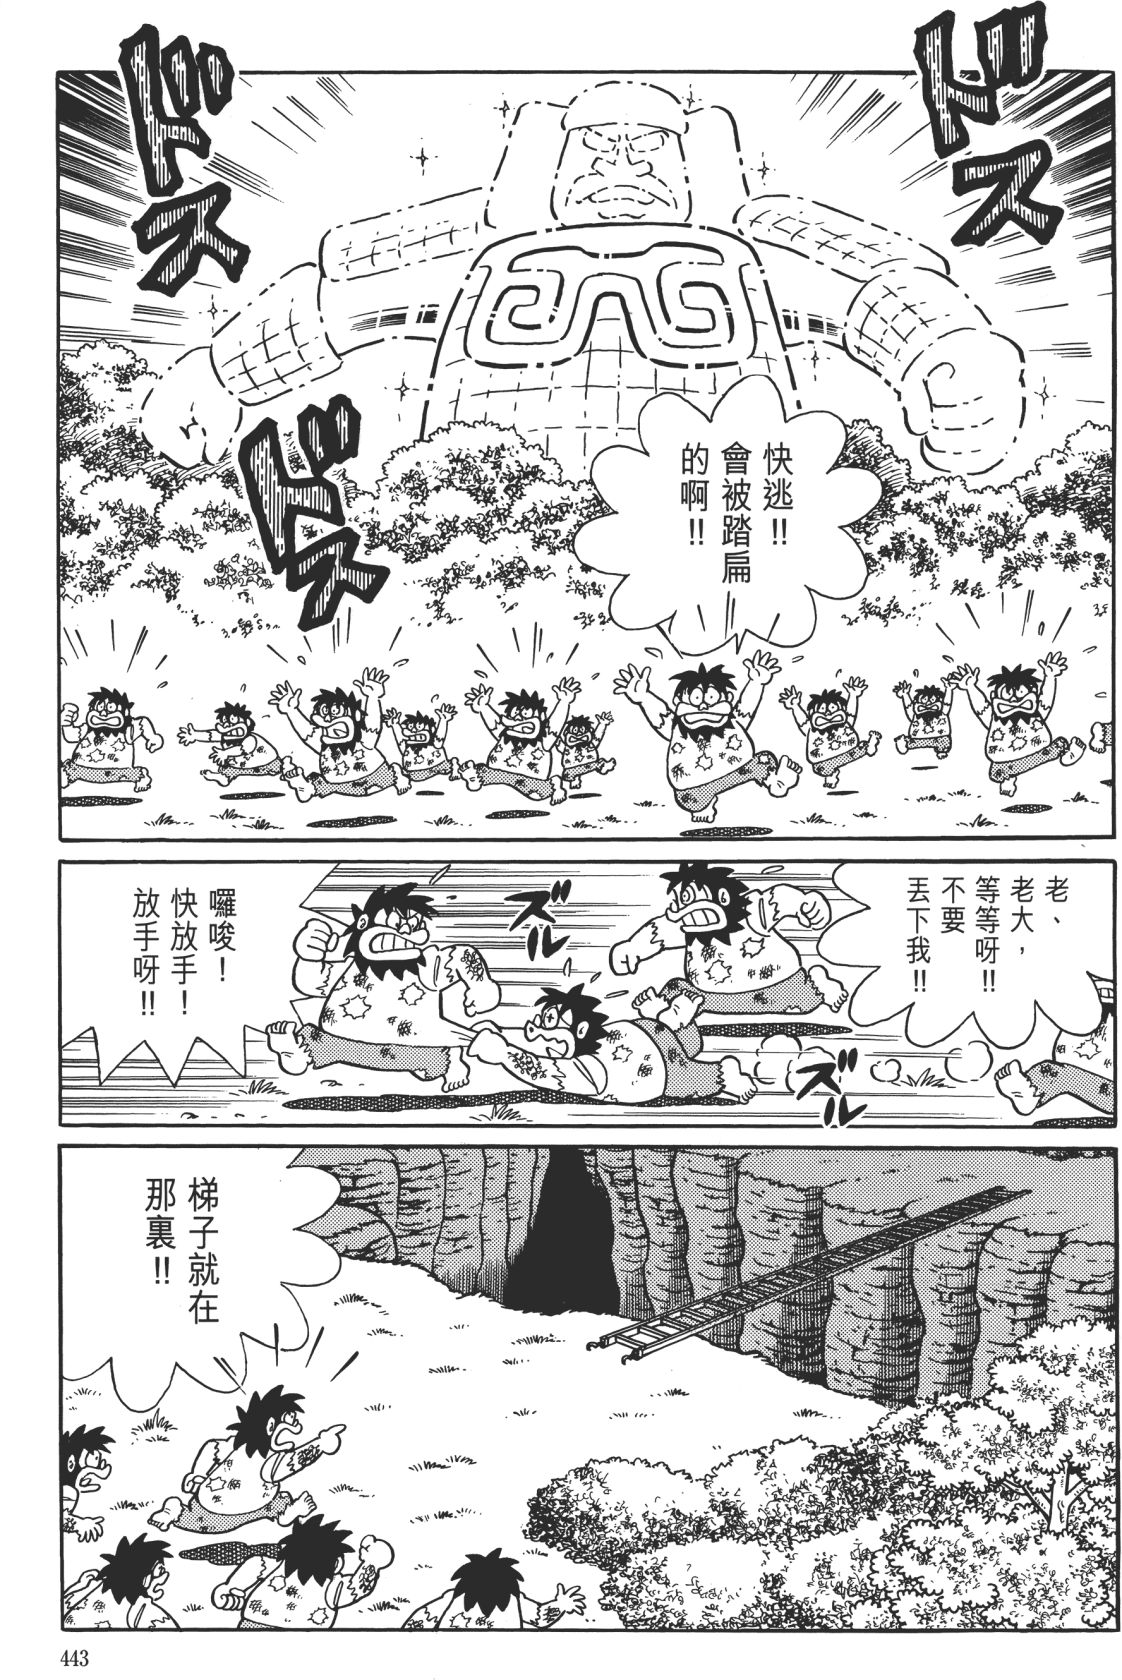 ドス
ドス
ドス
快逃!!
會被踏扁
的啊!!
老、
老大，
等等呀!!
不要
丟下我!!
ズル
囉唆！
快放手！
放手呀!!
ズル
梯子就在
那裏!!
443